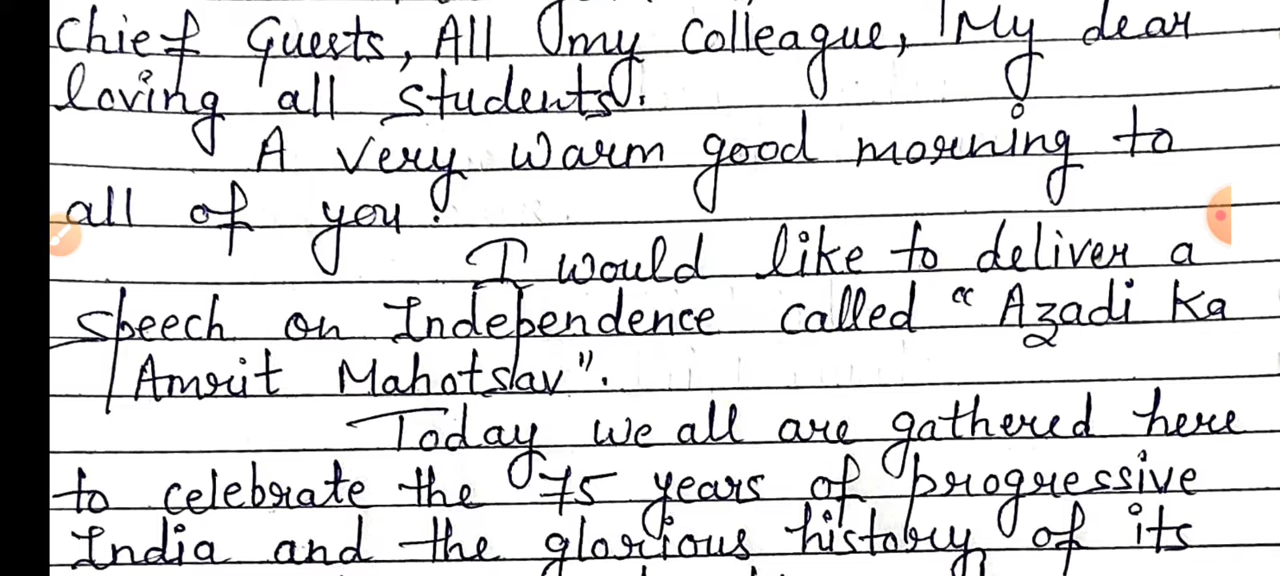 Chief Guests, All my Colleague, My dear
loving all students.
A very warm good morning to
all of you.
I would like to deliver a
speech on Independence called "Azadi Ka
Amrit Mahotslav".
Today we all are gathered here
to celebrate the 75 years of progressive
India and the glorious history of its